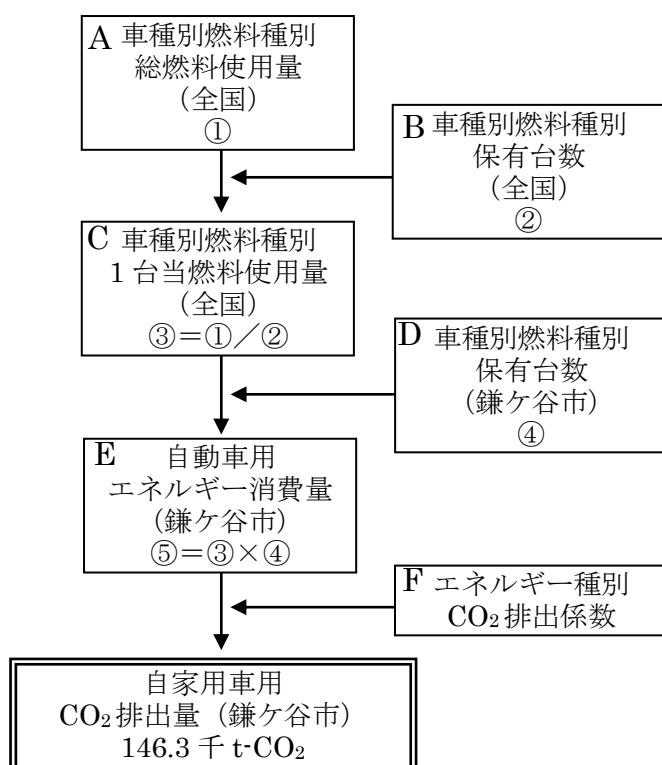 A 車種別燃料種別
総燃料使用量
(全国)
①
B 車種別燃料種別
保有台数
(全国)
②
C 車種別燃料種別
1台当燃料使用量
(全国)
③＝①／②
D 車種別燃料種別
保有台数
(鎌ケ谷市)
④
E 自動車用
エネルギー消費量
(鎌ケ谷市)
⑤＝③×④
F エネルギー種別
CO₂排出係数
自家用車用
CO₂排出量（鎌ケ谷市）
146.3 千 t-CO₂